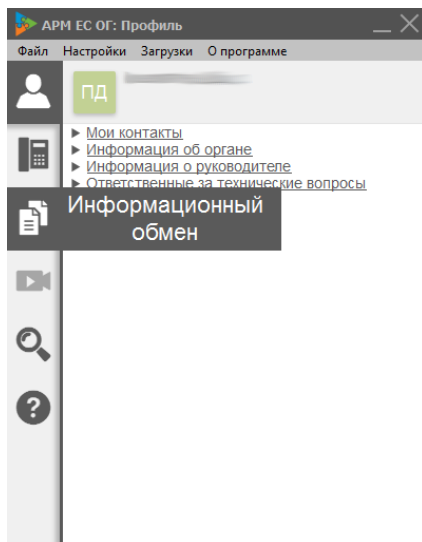 АРМ ЕС ОГ: Профиль
Файл Настройки Загрузки О программе
ПД
Мои контакты
Информация об органе
Информация о руководителе
Ответственные за технические вопросы
Информационный
обмен
?